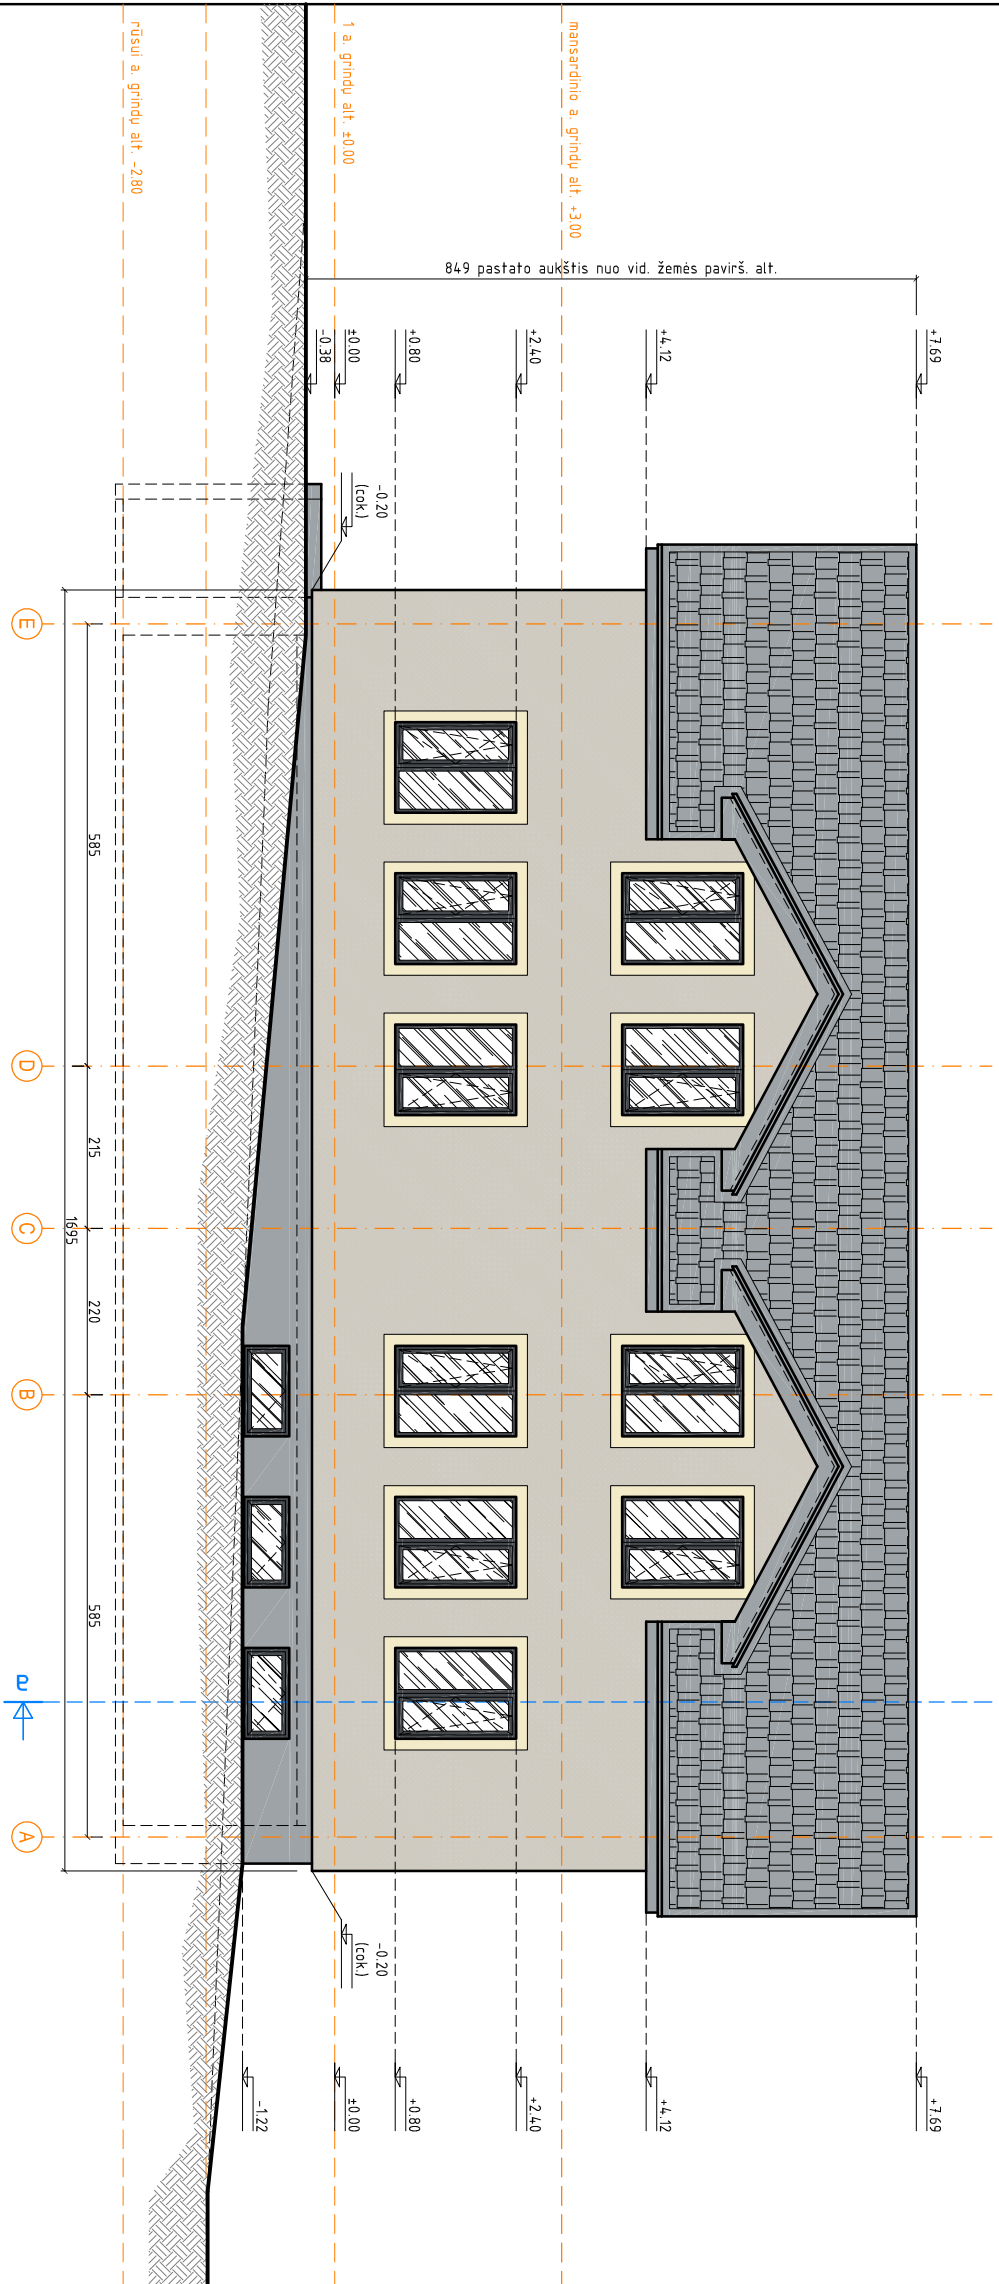 mansardinio a. grindų alt. +3.00
1 a. grindų alt. ±0.00
rūsui a. grindų alt. -2.80
849 pastato aukštis nuo vid. žemės pavirš. alt.
+7.69
+4.12
+2.40
+0.80
±0.00
-0.38
-0.20
(cok.)
-0.20
(cok.)
+7.69
+4.12
+2.40
+0.80
±0.00
-1.22
585
215
220
585
1695
E
D
C
B
a
A